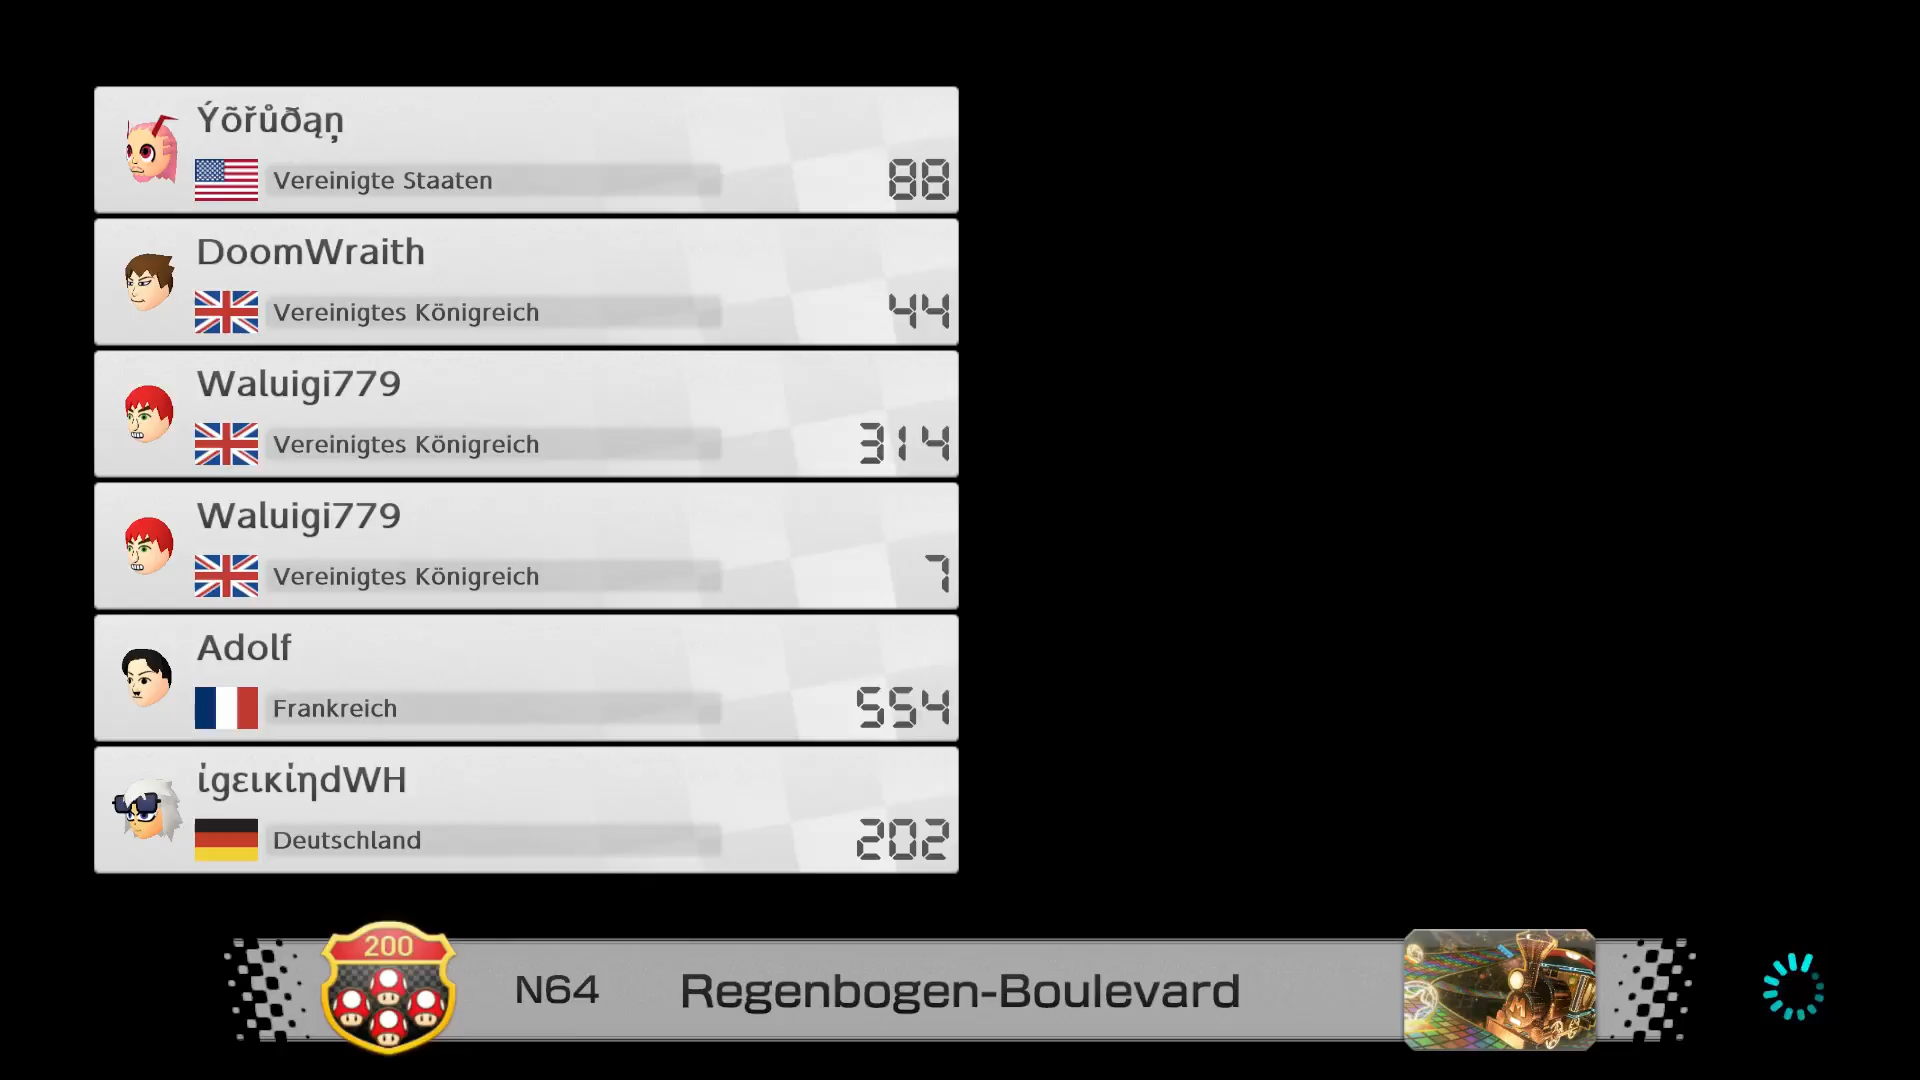 Ýõřůðąņ
Vereinigte Staaten
88
DoomWraith
Vereinigtes Königreich
44
Waluigi779
Vereinigtes Königreich
314
Waluigi779
Vereinigtes Königreich
7
Adolf
Frankreich
554
ίgεικίηdWH
Deutschland
202
200
N64 Regenbogen-Boulevard